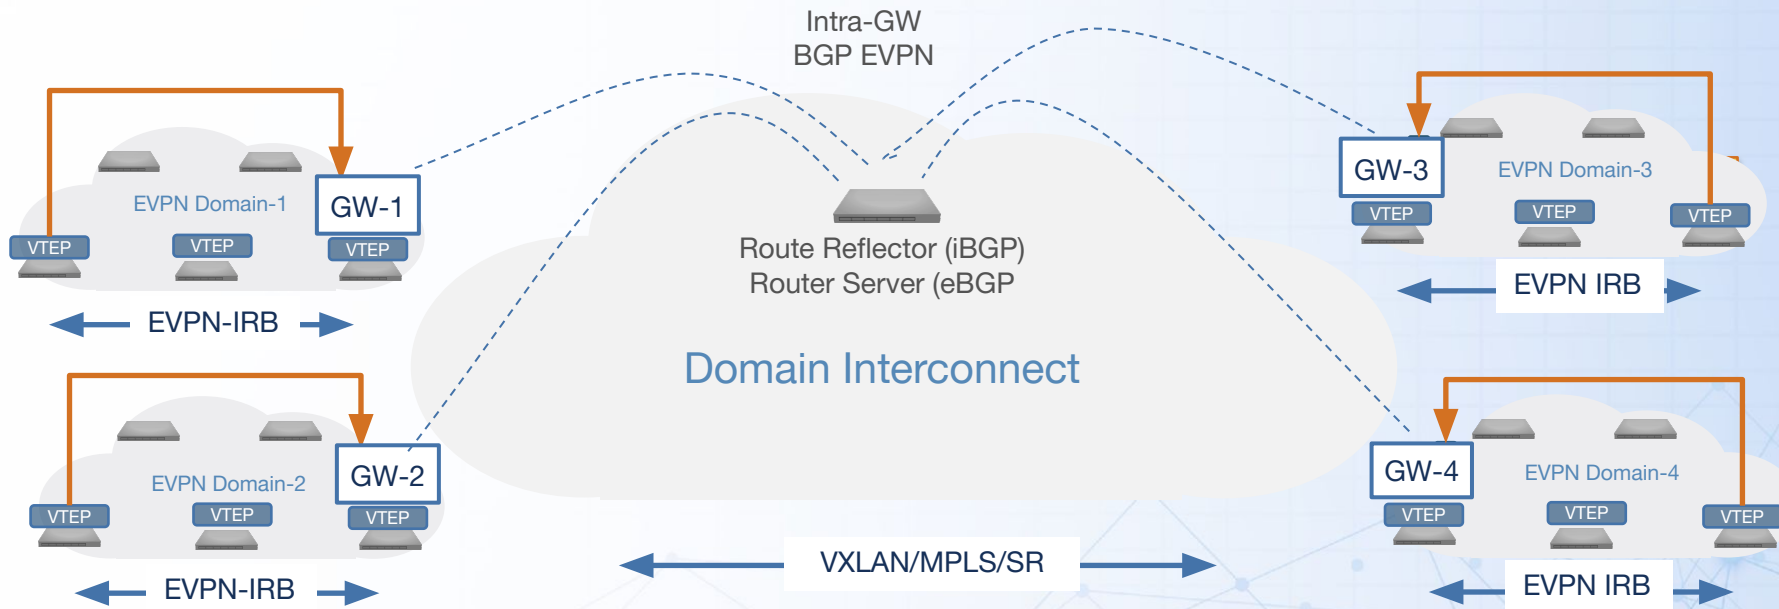 Intra-GW
BGP EVPN
EVPN Domain-1
GW-1
VTEP
VTEP
VTEP
EVPN-IRB
EVPN Domain-2
GW-2
VTEP
VTEP
VTEP
EVPN-IRB
Route Reflector (iBGP)
Router Server (eBGP
Domain Interconnect
VXLAN/MPLS/SR
GW-3
EVPN Domain-3
VTEP
VTEP
VTEP
EVPN IRB
GW-4
EVPN Domain-4
VTEP
VTEP
VTEP
EVPN IRB